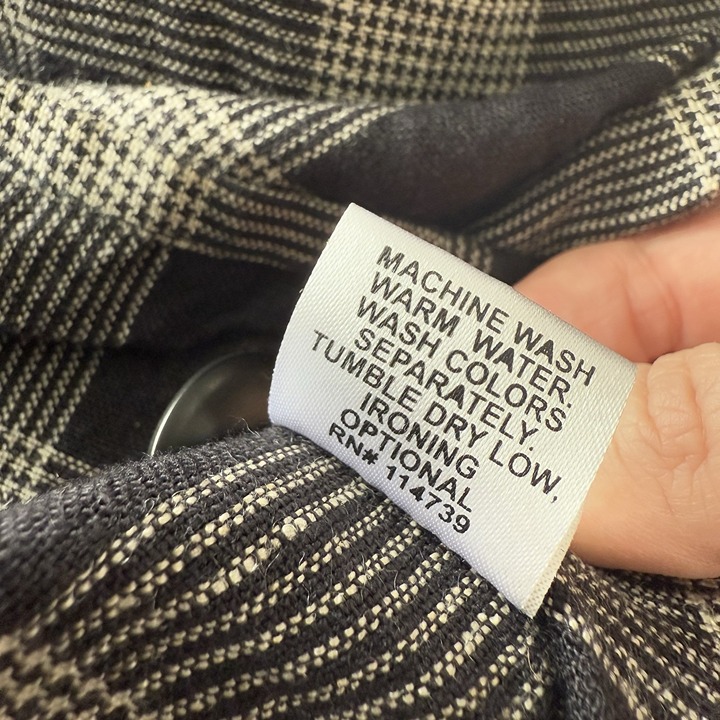 MACHINE WASH
WARM WATER.
WASH COLORS
SEPARATELY.
TUMBLE DRY LOW,
IRONING
OPTIONAL
RN# 114739